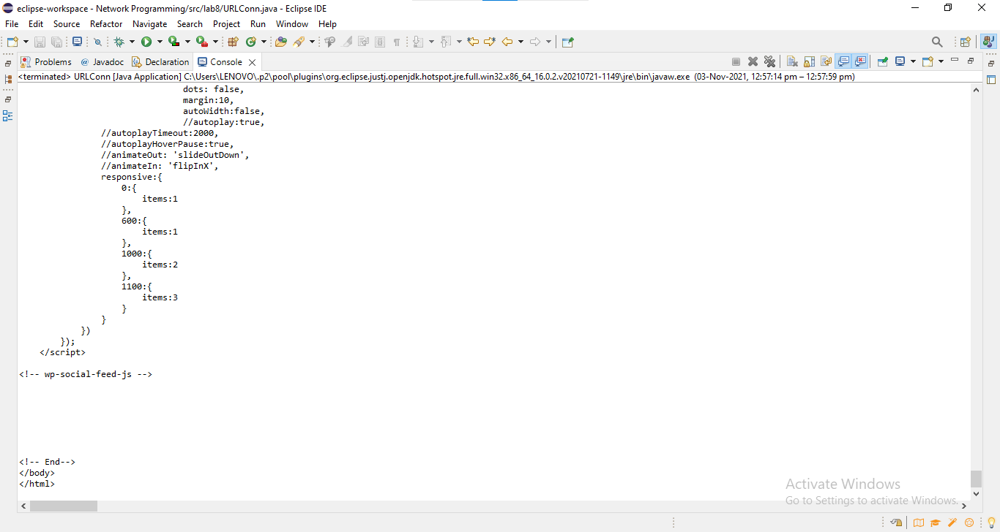 eclipse-workspace - Network Programming/src/lab8/URLConn.java - Eclipse IDE
File Edit Source Refactor Navigate Search Project Run Window Help
Problems @ Javadoc Declaration Console
<terminated> URLConn [Java Application] C:\Users\LENOVO\.p2\pool\plugins\org.eclipse.justj.openjdk.hotspot.jre.full.win32.x86_64_16.0.2.v20210721-1149\jre\bin\javaw.exe (03-Nov-2021, 12:57:14 pm – 12:57:59 pm)
dots: false,
margin:10,
autoWidth:false,
//autoplay:true,
//autoplayTimeout:2000,
//autoplayHoverPause:true,
//animateOut: 'slideOutDown',
//animateIn: 'flipInX',
responsive:{
0:{
items:1
},
600:{
items:1
},
1000:{
items:2
},
1100:{
items:3
}
}
})
});
</script>
<!-- wp-social-feed-js -->
<!-- End-->
</body>
</html>
Activate Windows
Go to Settings to activate Windows.